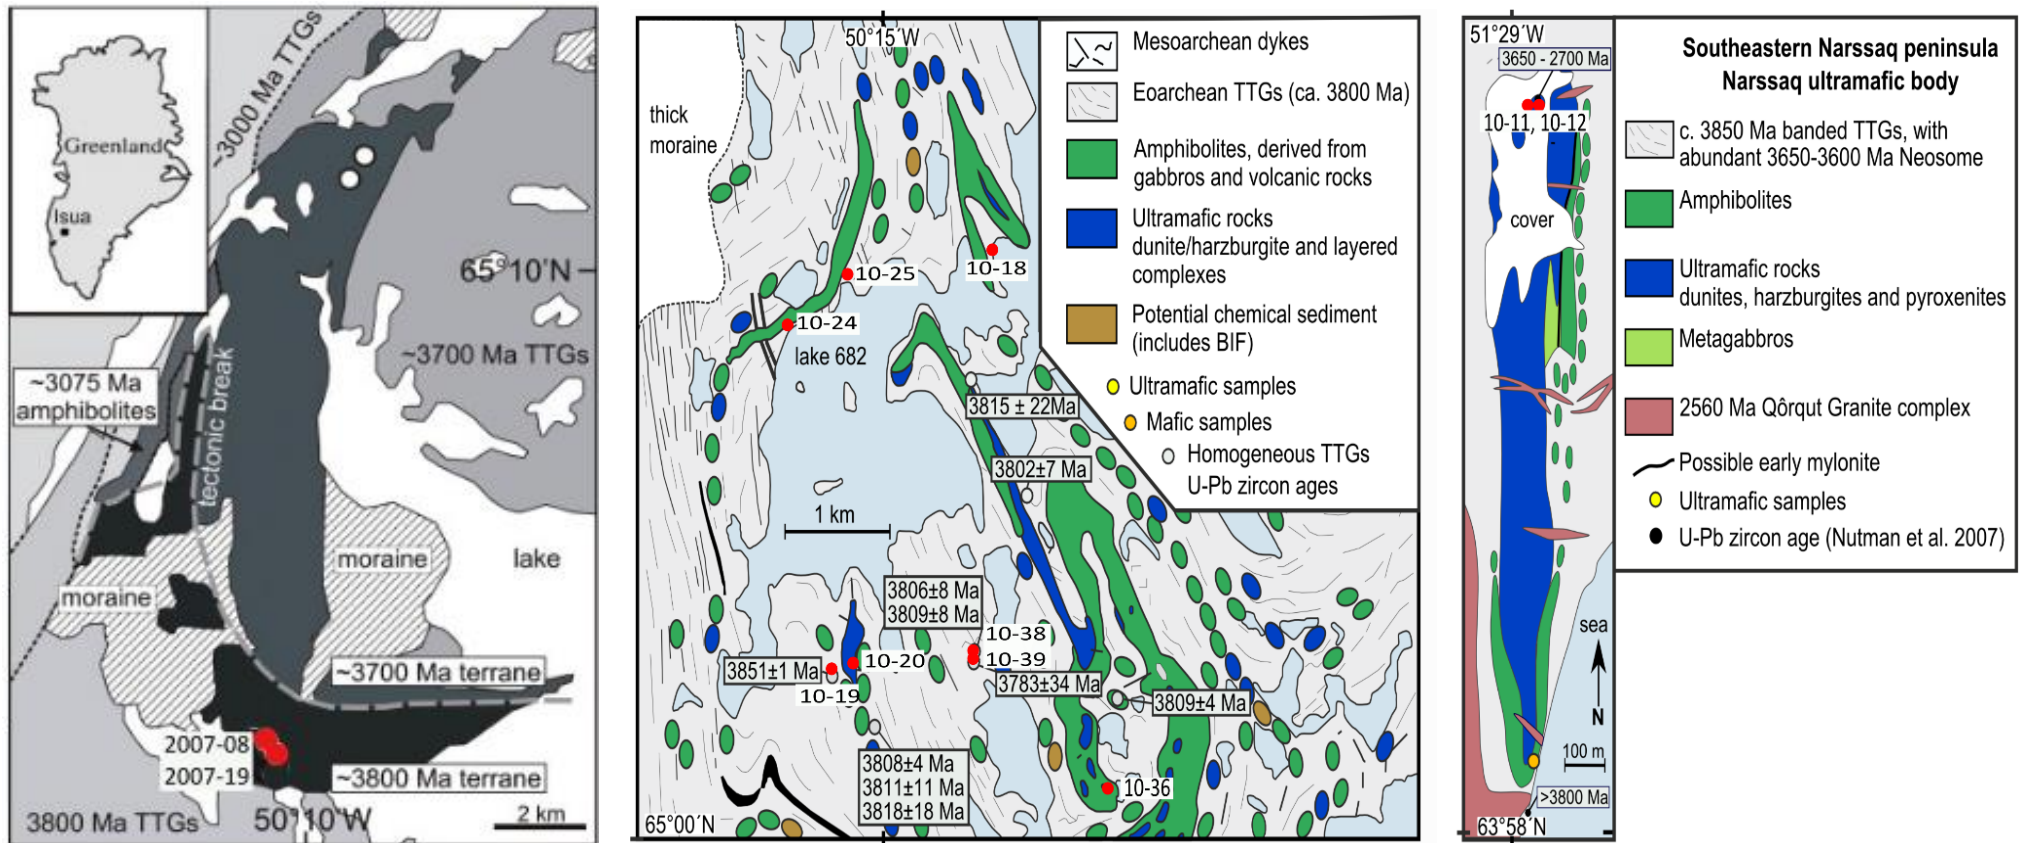 Greenland
Isua
~3000 Ma TTGs
65°10'N
~3700 Ma TTGs
~3075 Ma
amphibolites
tectonic break
moraine
lake
moraine
~3700 Ma terrane
2007-08
2007-19
~3800 Ma terrane
3800 Ma TTGs
50°10'W
2 km
50°15´W
thick
moraine
10-25
10-18
10-24
lake 682
3815 ± 22Ma
3802±7 Ma
1 km
3806±8 Ma
3809±8 Ma
10-38
10-39
10-20
3851±1 Ma
10-19
3783±34 Ma
3809±4 Ma
3808±4 Ma
3811±11 Ma
3818±18 Ma
10-36
65°00´N
Mesoarchean dykes
Eoarchean TTGs (ca. 3800 Ma)
Amphibolites, derived from
gabbros and volcanic rocks
Ultramafic rocks
dunite/harzburgite and layered
complexes
Potential chemical sediment
(includes BIF)
Ultramafic samples
Mafic samples
Homogeneous TTGs
U-Pb zircon ages
51°29´W
3650 - 2700 Ma
10-11, 10-12
cover
sea
N
100 m
>3800 Ma
63°58´N
Southeastern Narssaq peninsula
Narssaq ultramafic body
c. 3850 Ma banded TTGs, with
abundant 3650-3600 Ma Neosome
Amphibolites
Ultramafic rocks
dunites, harzburgites and pyroxenites
Metagabbros
2560 Ma Qôrqut Granite complex
Possible early mylonite
Ultramafic samples
U-Pb zircon age (Nutman et al. 2007)